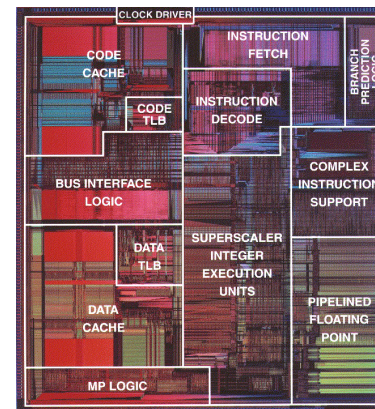 CLOCK DRIVER
CODE
CACHE
CODE
TLB
INSTRUCTION
FETCH
INSTRUCTION
DECODE
BRANCH
PREDICTION
LOGIC
BUS INTERFACE
LOGIC
COMPLEX
INSTRUCTION
SUPPORT
DATA
TLB
SUPERSCALER
INTEGER
EXECUTION
UNITS
DATA
CACHE
PIPELINED
FLOATING
POINT
MP LOGIC